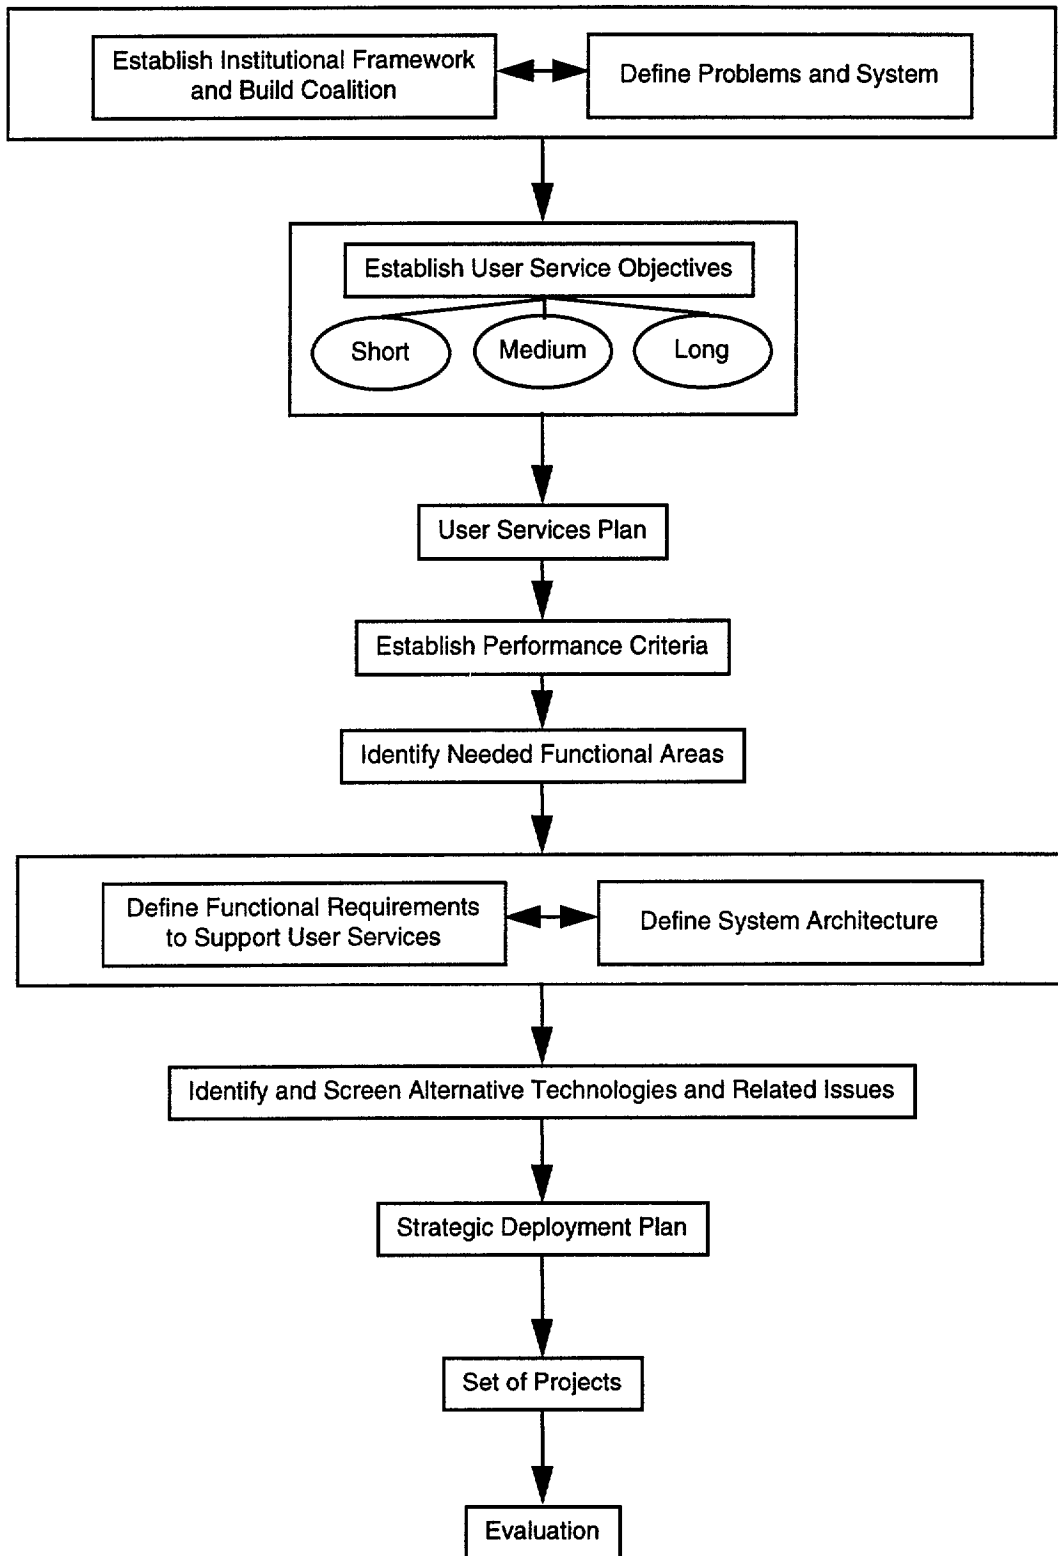 Establish Institutional Framework
and Build Coalition
Define Problems and System
Establish User Service Objectives
Short
Medium
Long
User Services Plan
Establish Performance Criteria
Identify Needed Functional Areas
Define Functional Requirements
to Support User Services
Define System Architecture
Identify and Screen Alternative Technologies and Related Issues
Strategic Deployment Plan
Set of Projects
Evaluation